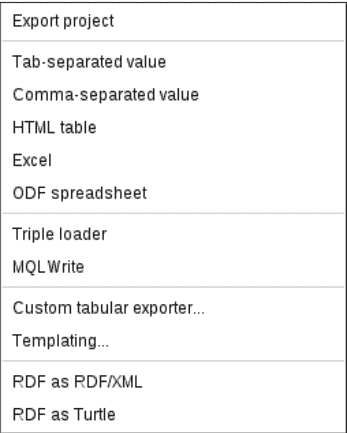 Export project
Tab-separated value
Comma-separated value
HTML table
Excel
ODF spreadsheet
Triple loader
MQLWrite
Custom tabular exporter...
Templating...
RDF as RDF/XML
RDF as Turtle